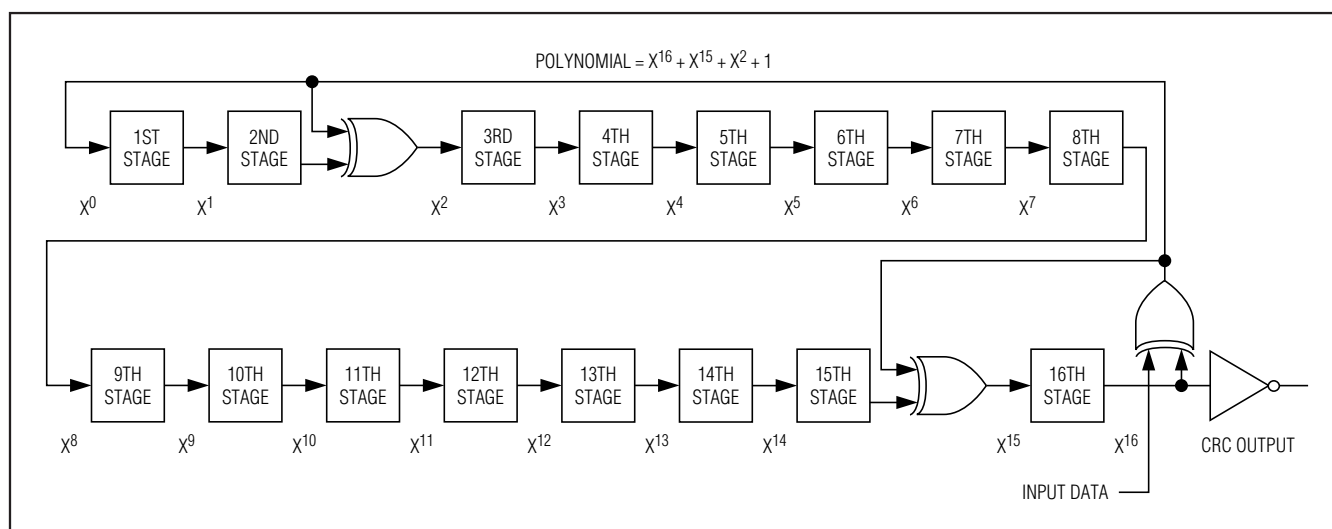 POLYNOMIAL = X16 + X15 + X2 + 1
1ST
STAGE
2ND
STAGE
3RD
STAGE
4TH
STAGE
5TH
STAGE
6TH
STAGE
7TH
STAGE
8TH
STAGE
X0
X1
X2
X3
X4
X5
X6
X7
9TH
STAGE
10TH
STAGE
11TH
STAGE
12TH
STAGE
13TH
STAGE
14TH
STAGE
15TH
STAGE
16TH
STAGE
X8
X9
X10
X11
X12
X13
X14
X15
X16
CRC OUTPUT
INPUT DATA